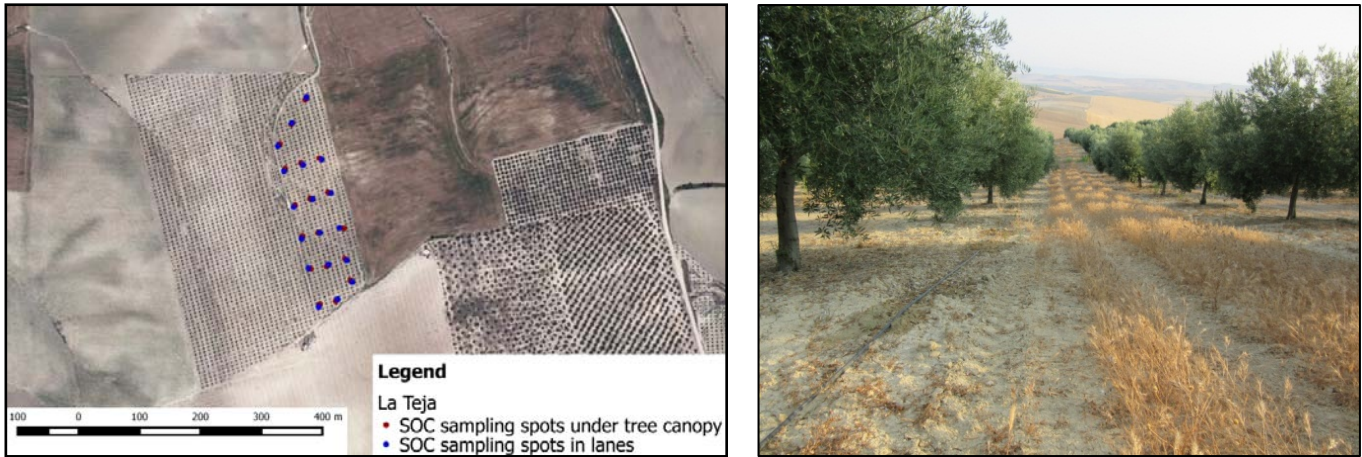 Legend
La Teja
SOC sampling spots under tree canopy
SOC sampling spots in lanes
100 0 100 200 300 400 m